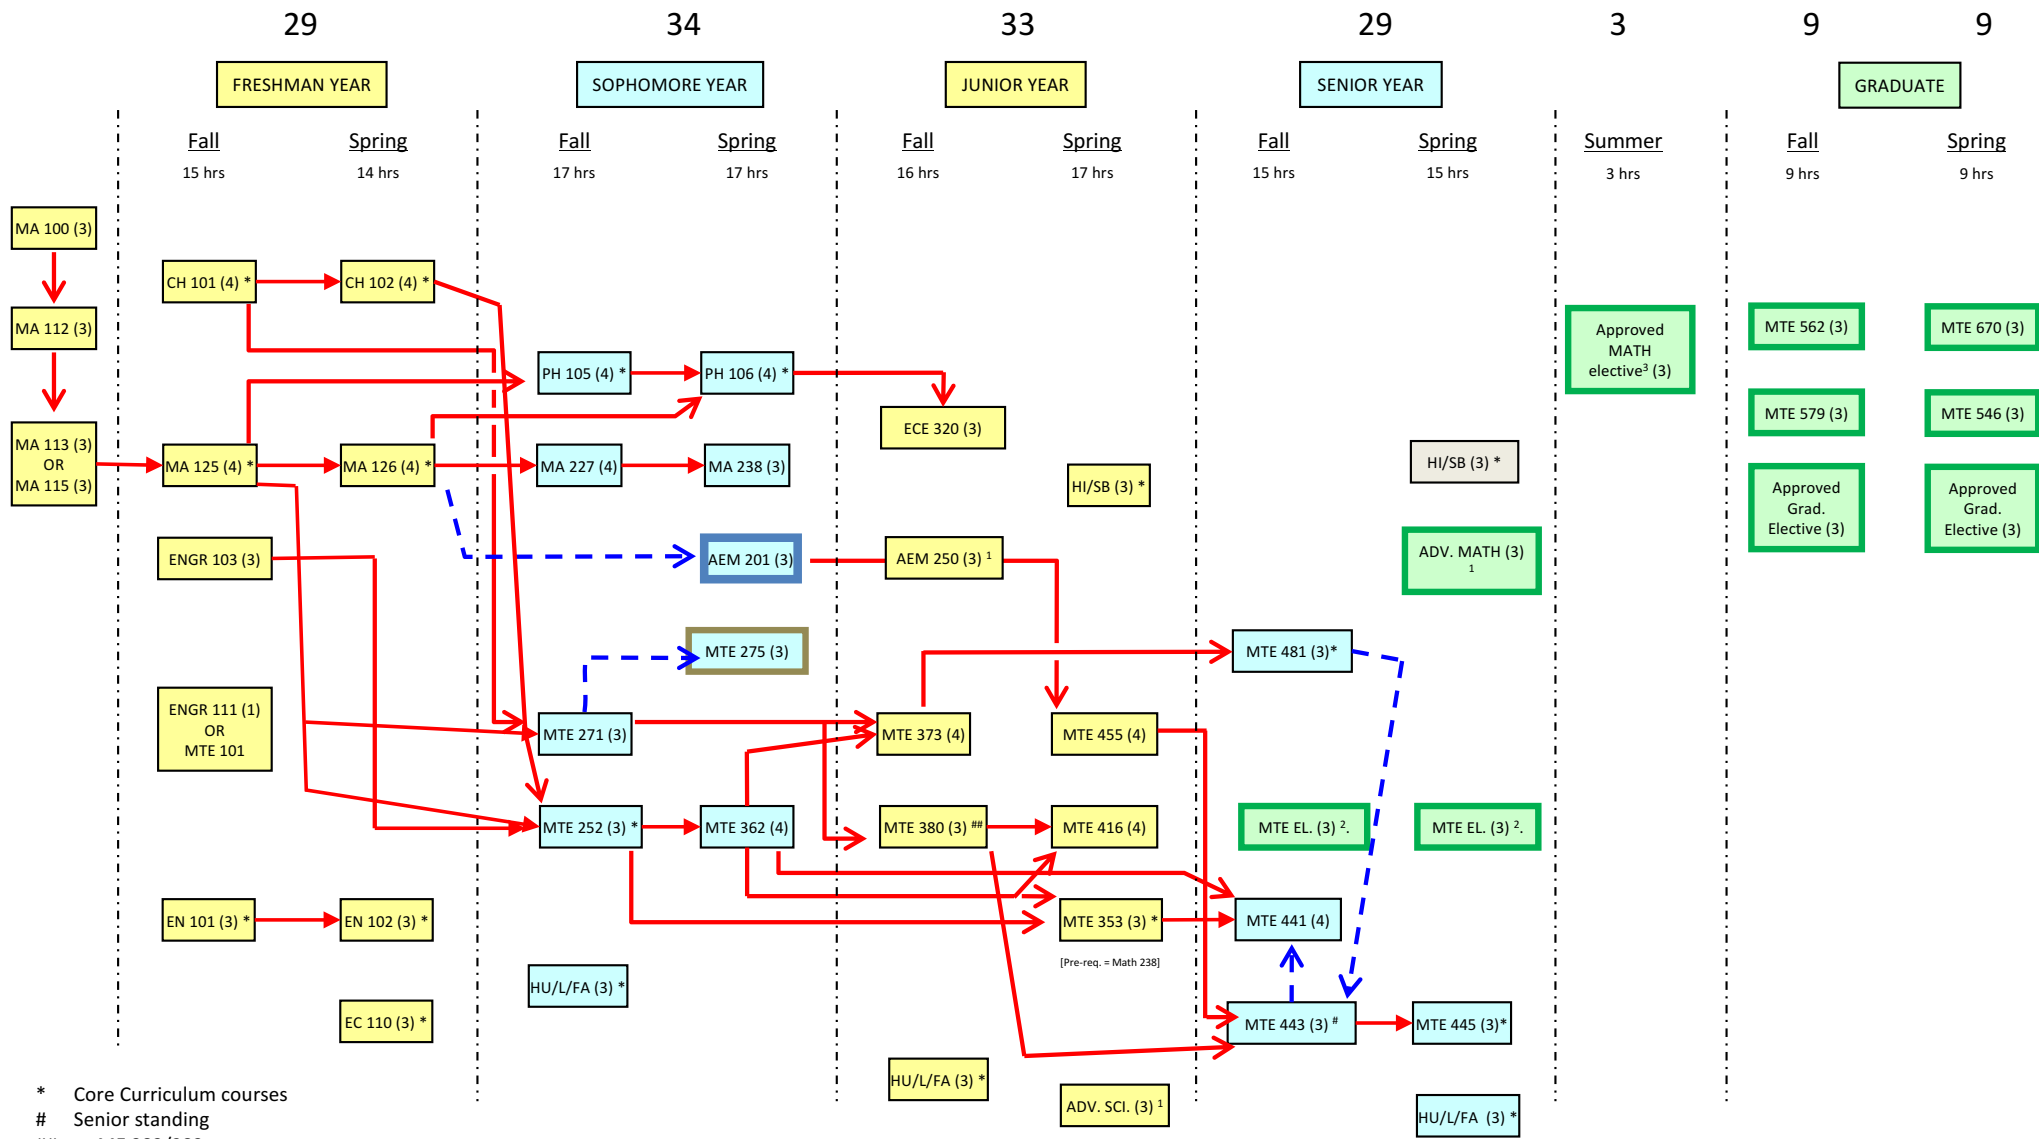 29
34
33
29
3
9
9
FRESHMAN YEAR
SOPHOMORE YEAR
JUNIOR YEAR
SENIOR YEAR
GRADUATE
Fall
Spring
Fall
Spring
Fall
Spring
Fall
Spring
Summer
Fall
Spring
15 hrs
14 hrs
17 hrs
17 hrs
16 hrs
17 hrs
15 hrs
15 hrs
3 hrs
9 hrs
9 hrs
MA 100 (3)
MA 112 (3)
MA 113 (3)
OR
MA 115 (3)
CH 101 (4) *
MA 125 (4) *
ENGR 103 (3)
ENGR 111 (1)
OR
MTE 101
EN 101 (3) *
CH 102 (4) *
MA 126 (4) *
EN 102 (3) *
EC 110 (3) *
PH 105 (4) *
MA 227 (4)
MTE 271 (3)
MTE 252 (3) *
HU/L/FA (3) *
PH 106 (4) *
MA 238 (3)
AEM 201 (3)
MTE 275 (3)
MTE 362 (4)
ECE 320 (3)
AEM 250 (3) 1
MTE 373 (4)
MTE 380 (3) ##
HU/L/FA (3) *
HI/SB (3) *
MTE 455 (4)
MTE 416 (4)
MTE 353 (3) *
[Pre-req. = Math 238]
ADV. SCI. (3) 1
MTE 481 (3)*
MTE EL. (3) 2.
MTE 441 (4)
MTE 443 (3) #
HI/SB (3) *
ADV. MATH (3)
1
MTE EL. (3) 2.
MTE 445 (3)*
HU/L/FA (3) *
Approved
MATH
elective3 (3)
MTE 562 (3)
MTE 579 (3)
Approved
Grad.
Elective (3)
MTE 670 (3)
MTE 546 (3)
Approved
Grad.
Elective (3)
* Core Curriculum courses
# Senior standing